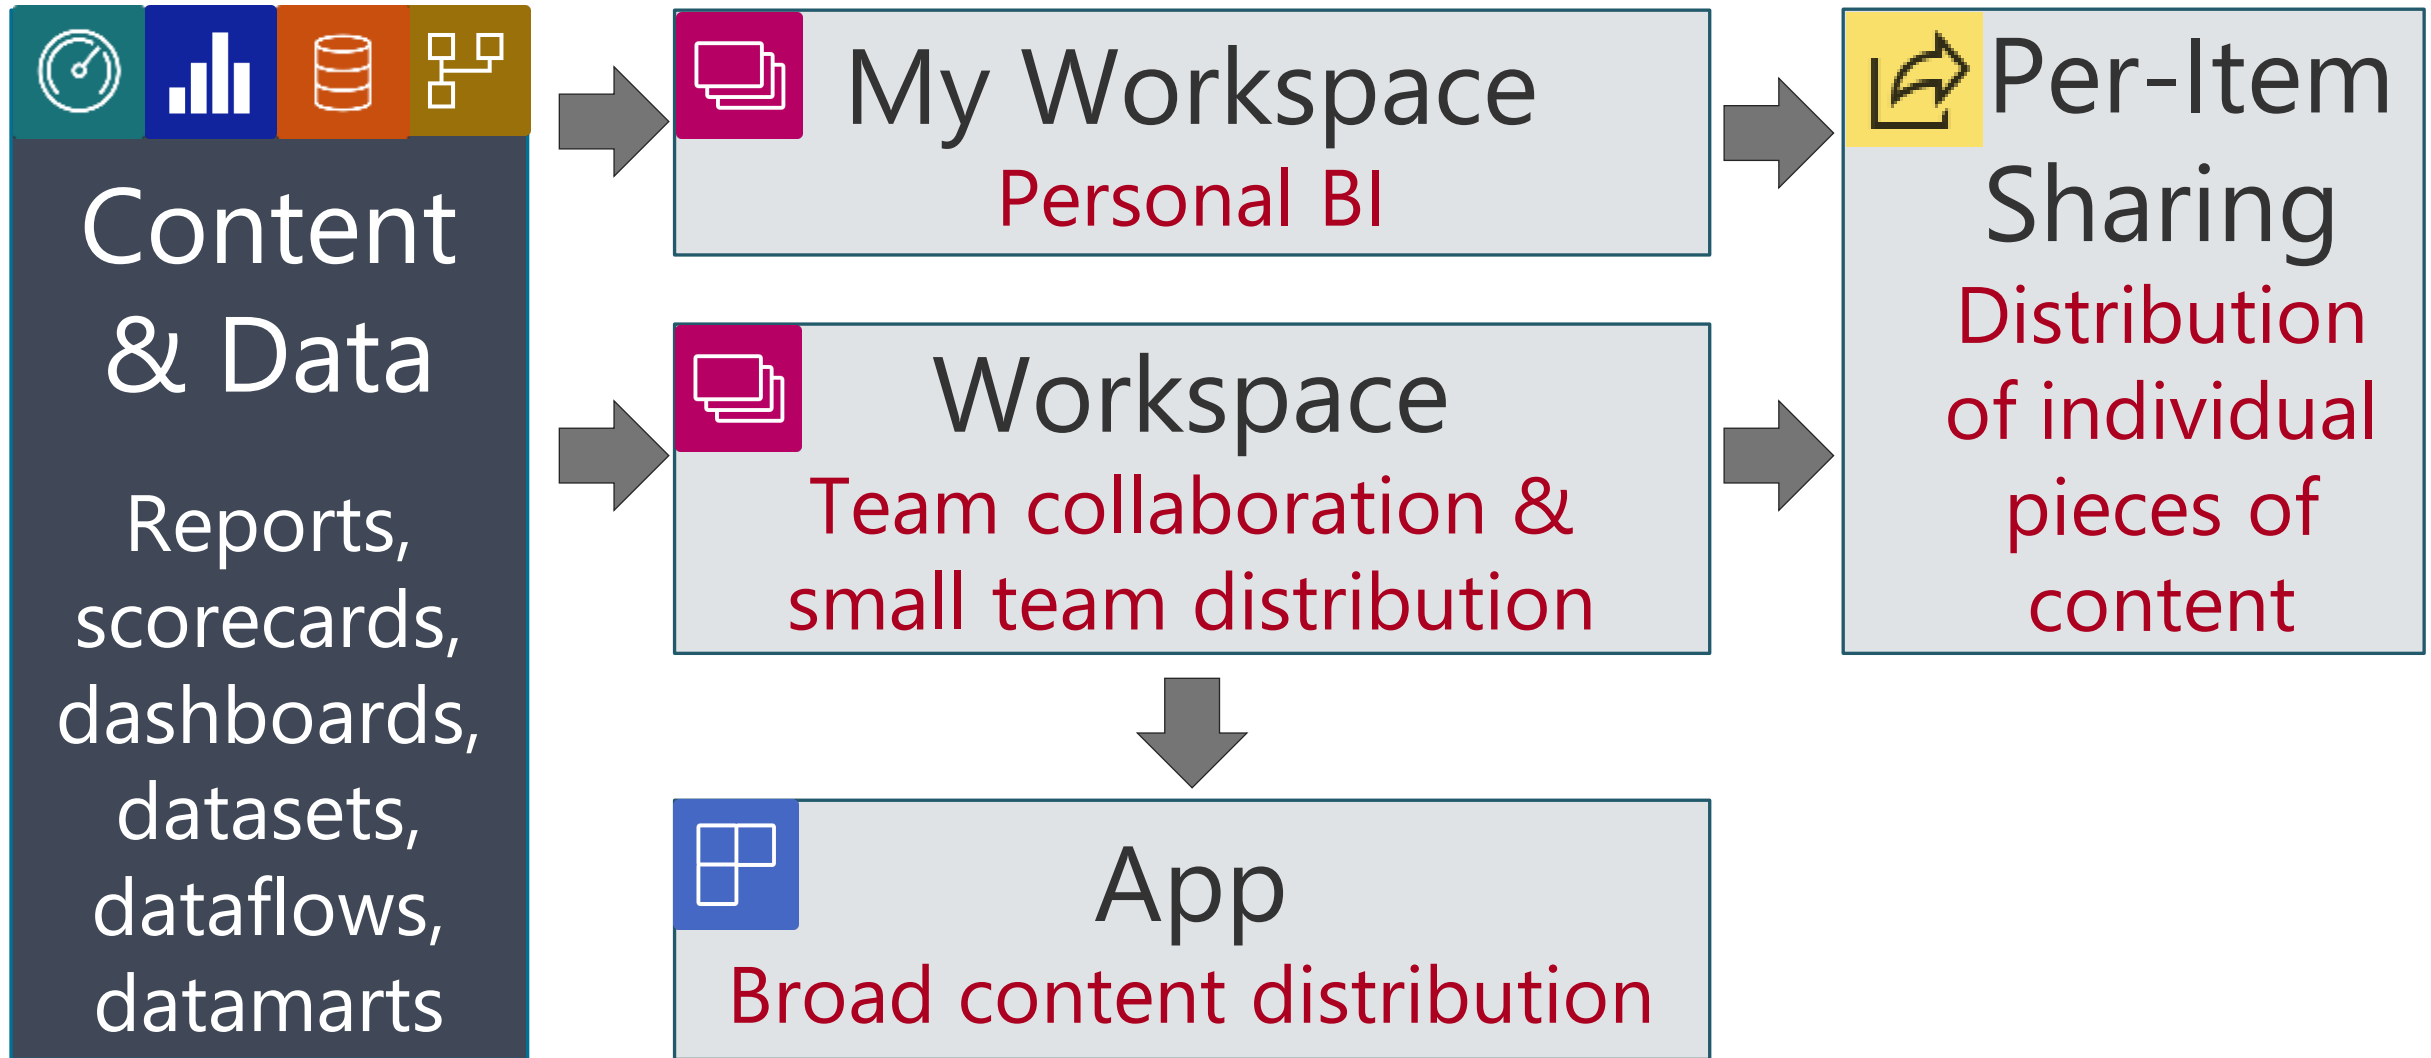 Content
& Data
Reports,
scorecards,
dashboards,
datasets,
dataflows,
datamarts
My Workspace
Personal BI
Workspace
Team collaboration &
small team distribution
App
Broad content distribution
Per-Item
Sharing
Distribution
of individual
pieces of
content